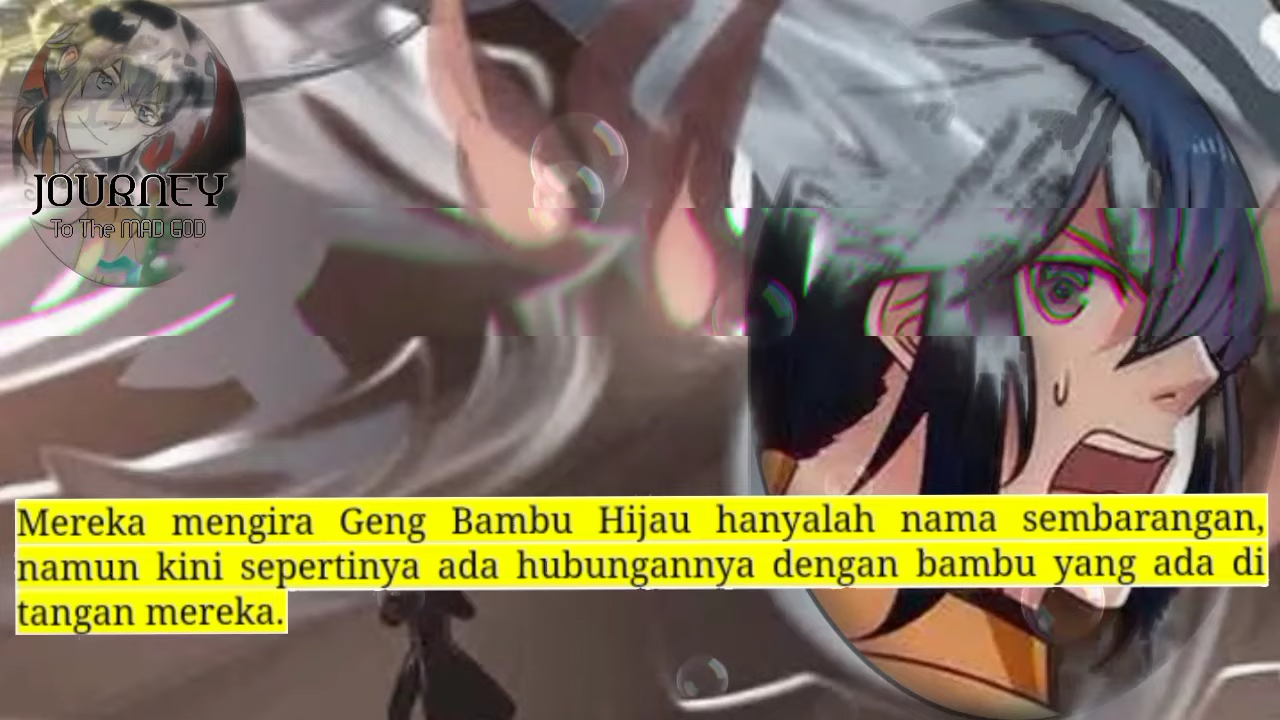 JOURNEY
To The MAD GOD
Mereka mengira Geng Bambu Hijau hanyalah nama sembarangan,
namun kini sepertinya ada hubungannya dengan bambu yang ada di
tangan mereka.